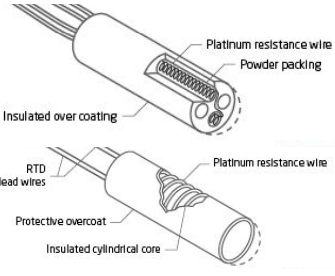 Platinum resistance wire
Powder packing
Insulated over coating
RTD
lead wires
Platinum resistance wire
Protective overcoat
Insulated cylindrical core